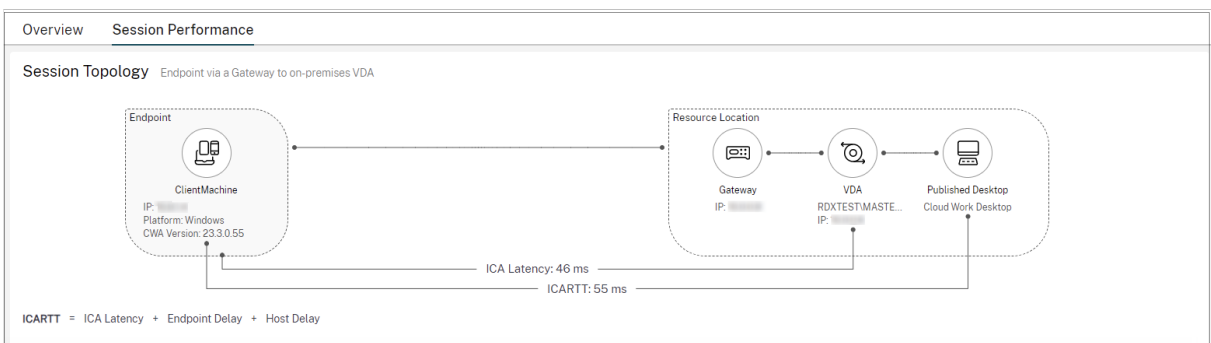 Overview Session Performance
Session Topology Endpoint via a Gateway to on-premises VDA
Endpoint
ClientMachine
IP:
Platform: Windows
CWA Version: 23.3.0.55
Resource Location
Gateway
IP:
VDA
RDXTEST\MASTE...
IP:
Published Desktop
Cloud Work Desktop
ICA Latency: 46 ms
ICARTT: 55 ms
ICARTT = ICA Latency + Endpoint Delay + Host Delay